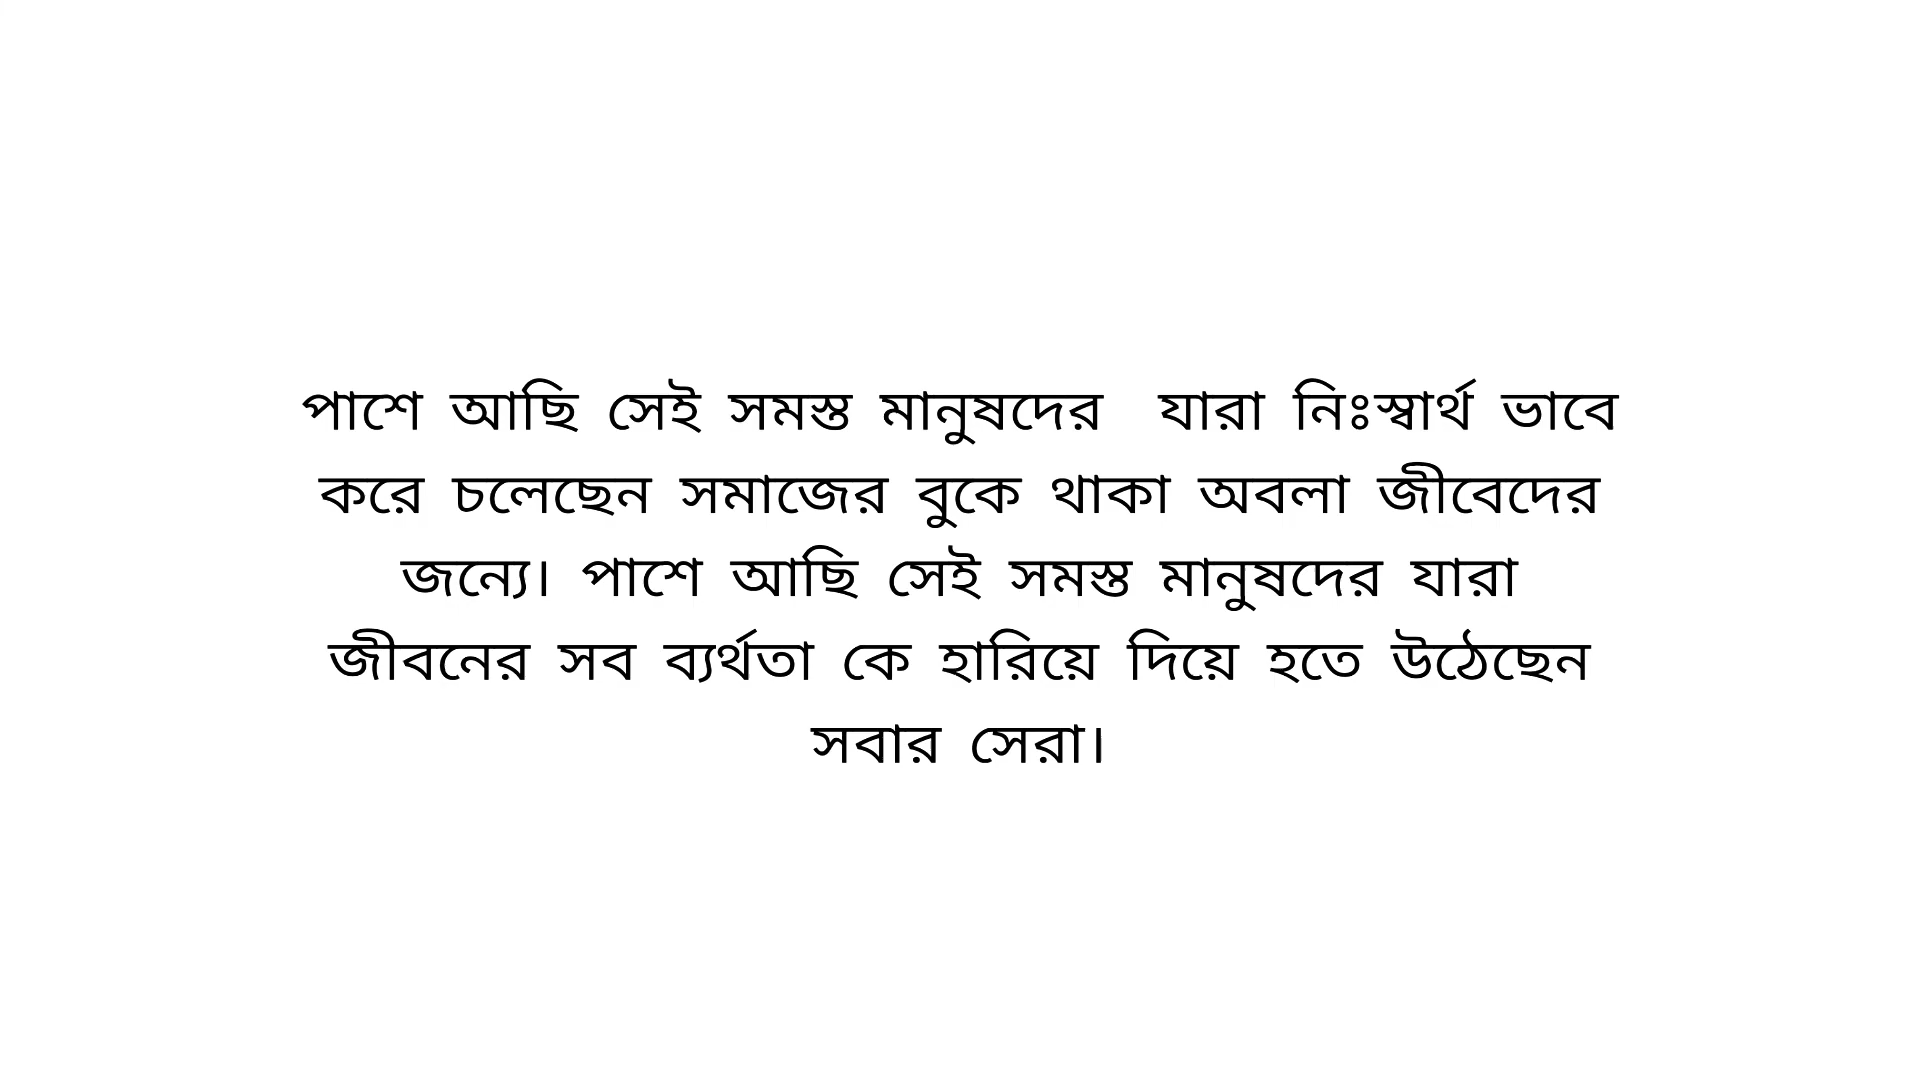 পাশে আছি সেই সমস্ত মানুষদের  যারা নিঃস্বার্থ ভাবে
করে চলেছেন সমাজের বুকে থাকা অবলা জীবেদের
জন্যে। পাশে আছি সেই সমস্ত মানুষদের যারা
জীবনের সব ব্যর্থতা কে হারিয়ে দিয়ে হতে উঠেছেন
সবার সেরা।